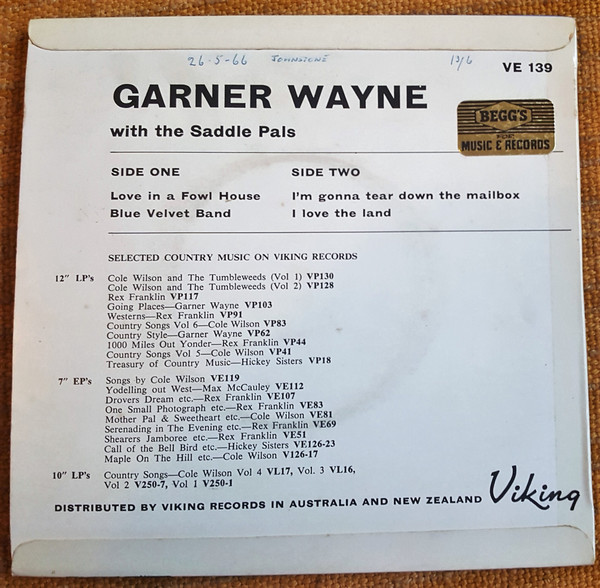 26-5-66 JOHNSTONE 13/6
VE 139
GARNER WAYNE
with the Saddle Pals
BEGG'S
FOR
MUSIC & RECORDS
SIDE ONE
Love in a Fowl House
Blue Velvet Band
SIDE TWO
I'm gonna tear down the mailbox
I love the land
SELECTED COUNTRY MUSIC ON VIKING RECORDS
12" LP's Cole Wilson and The Tumbleweeds (Vol 1) VP130
Cole Wilson and The Tumbleweeds (Vol 2) VP128
Rex Franklin VP117
Going Places—Garner Wayne VP103
Westerns—Rex Franklin VP91
Country Songs Vol 6—Cole Wilson VP83
Country Style—Garner Wayne VP62
1000 Miles Out Yonder—Rex Franklin VP44
Country Songs Vol 5—Cole Wilson VP41
Treasury of Country Music—Hickey Sisters VP18
7" EP's Songs by Cole Wilson VE119
Yodelling out West—Max McCauley VE112
Drovers Dream etc.—Rex Franklin VE107
One Small Photograph etc.—Rex Franklin VE83
Mother Pal & Sweetheart etc.—Cole Wilson VE81
Serenading in The Evening etc.—Rex Franklin VE69
Shearers Jamboree etc.—Rex Franklin VE51
Call of the Bell Bird etc.—Hickey Sisters VE126-23
Maple On The Hill etc.—Cole Wilson V126-17
10" LP's Country Songs—Cole Wilson Vol 4 VL17, Vol. 3 VL16,
Vol 2 V250-7, Vol 1 V250-1
DISTRIBUTED BY VIKING RECORDS IN AUSTRALIA AND NEW ZEALAND
Viking